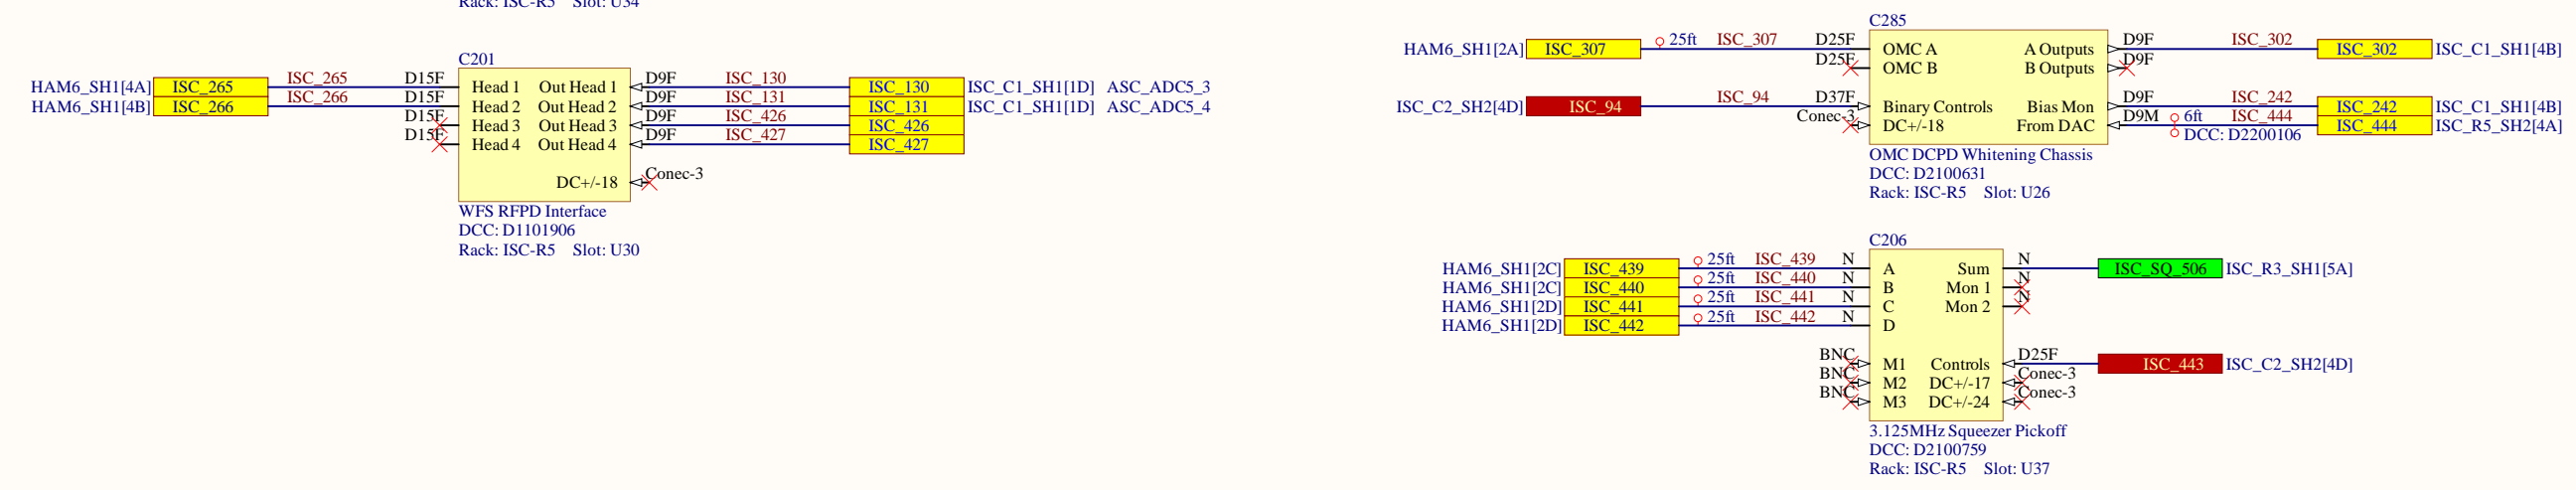 Rack: ISC-R5 Slot: U34
C201
HAM6_SH1[4A] ISC_265 ISC_265 D15F Head 1 Out Head 1 D9F ISC_130 ISC_130 ISC_C1_SH1[1D] ASC_ADC5_3
HAM6_SH1[4B] ISC_266 ISC_266 D15F Head 2 Out Head 2 D9F ISC_131 ISC_131 ISC_C1_SH1[1D] ASC_ADC5_4
D15F Head 3 Out Head 3 D9F ISC_426 ISC_426
D15F Head 4 Out Head 4 D9F ISC_427 ISC_427
DC+/-18 Conec-3
WFS RFPD Interface
DCC: D1101906
Rack: ISC-R5 Slot: U30
C285
HAM6_SH1[2A] ISC_307 25ft ISC_307 D25F OMC A A Outputs D9F ISC_302 ISC_302 ISC_C1_SH1[4B]
D25F OMC B B Outputs D9F
ISC_C2_SH2[4D] ISC_94 ISC_94 D37F Binary Controls Bias Mon D9F ISC_242 ISC_242 ISC_C1_SH1[4B]
Conec-3 DC+/-18 From DAC D9M 6ft ISC_444 ISC_444 ISC_R5_SH2[4A]
DCC: D2200106
OMC DCPD Whitening Chassis
DCC: D2100631
Rack: ISC-R5 Slot: U26
C206
HAM6_SH1[2C] ISC_439 25ft ISC_439 N A Sum N ISC_SQ_506 ISC_R3_SH1[5A]
HAM6_SH1[2C] ISC_440 25ft ISC_440 N B Mon 1 N
HAM6_SH1[2D] ISC_441 25ft ISC_441 N C Mon 2 N
HAM6_SH1[2D] ISC_442 25ft ISC_442 N D
BNC M1 Controls D25F ISC_443 ISC_C2_SH2[4D]
BNC M2 DC+/-17 Conec-3
BNC M3 DC+/-24 Conec-3
3.125MHz Squeezer Pickoff
DCC: D2100759
Rack: ISC-R5 Slot: U37